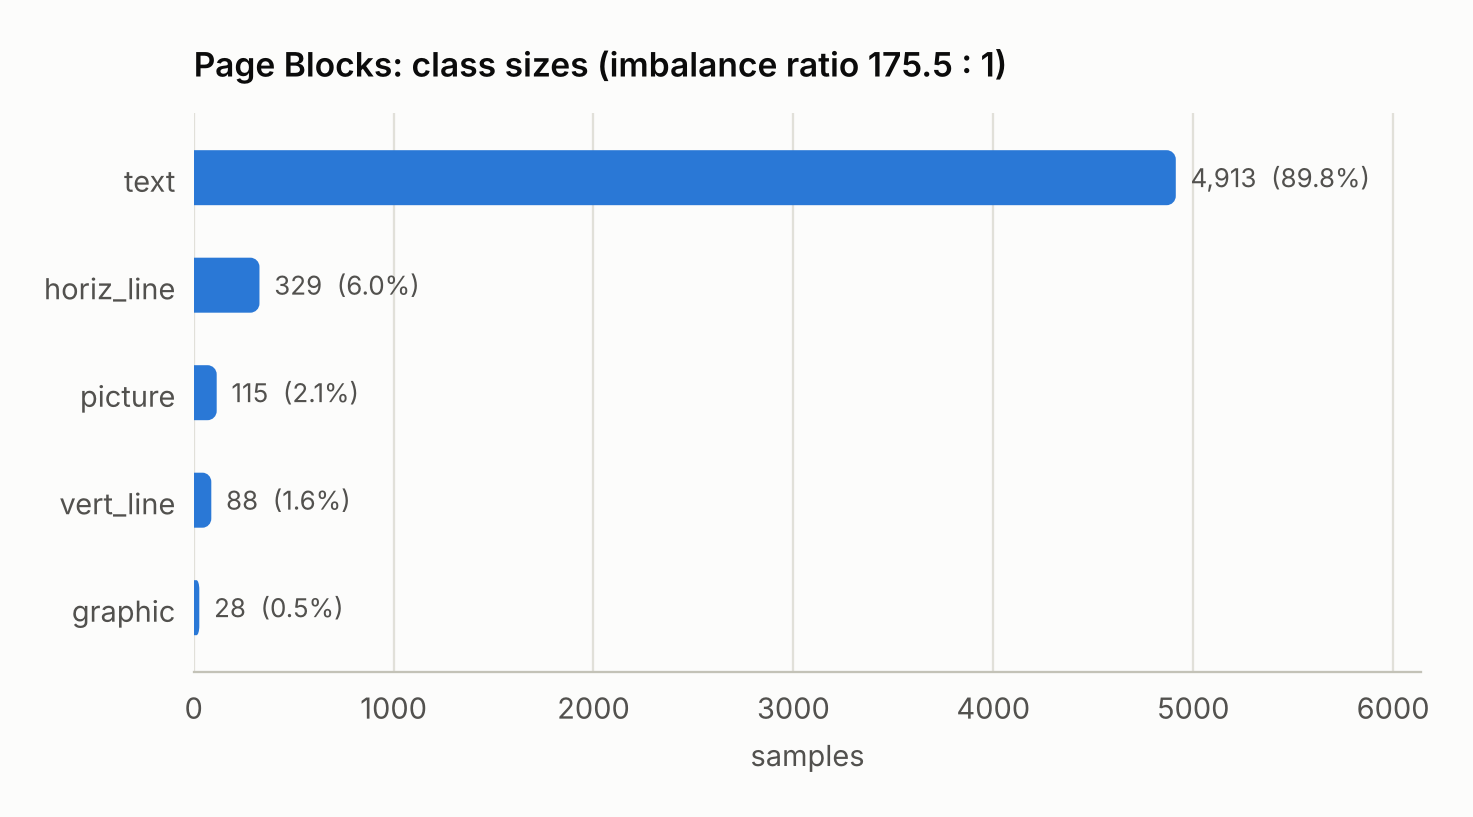 Page Blocks: class sizes (imbalance ratio 175.5 : 1)
text 4,913 (89.8%)
horiz_line 329 (6.0%)
picture 115 (2.1%)
vert_line 88 (1.6%)
graphic 28 (0.5%)
0 1000 2000 3000 4000 5000 6000
samples